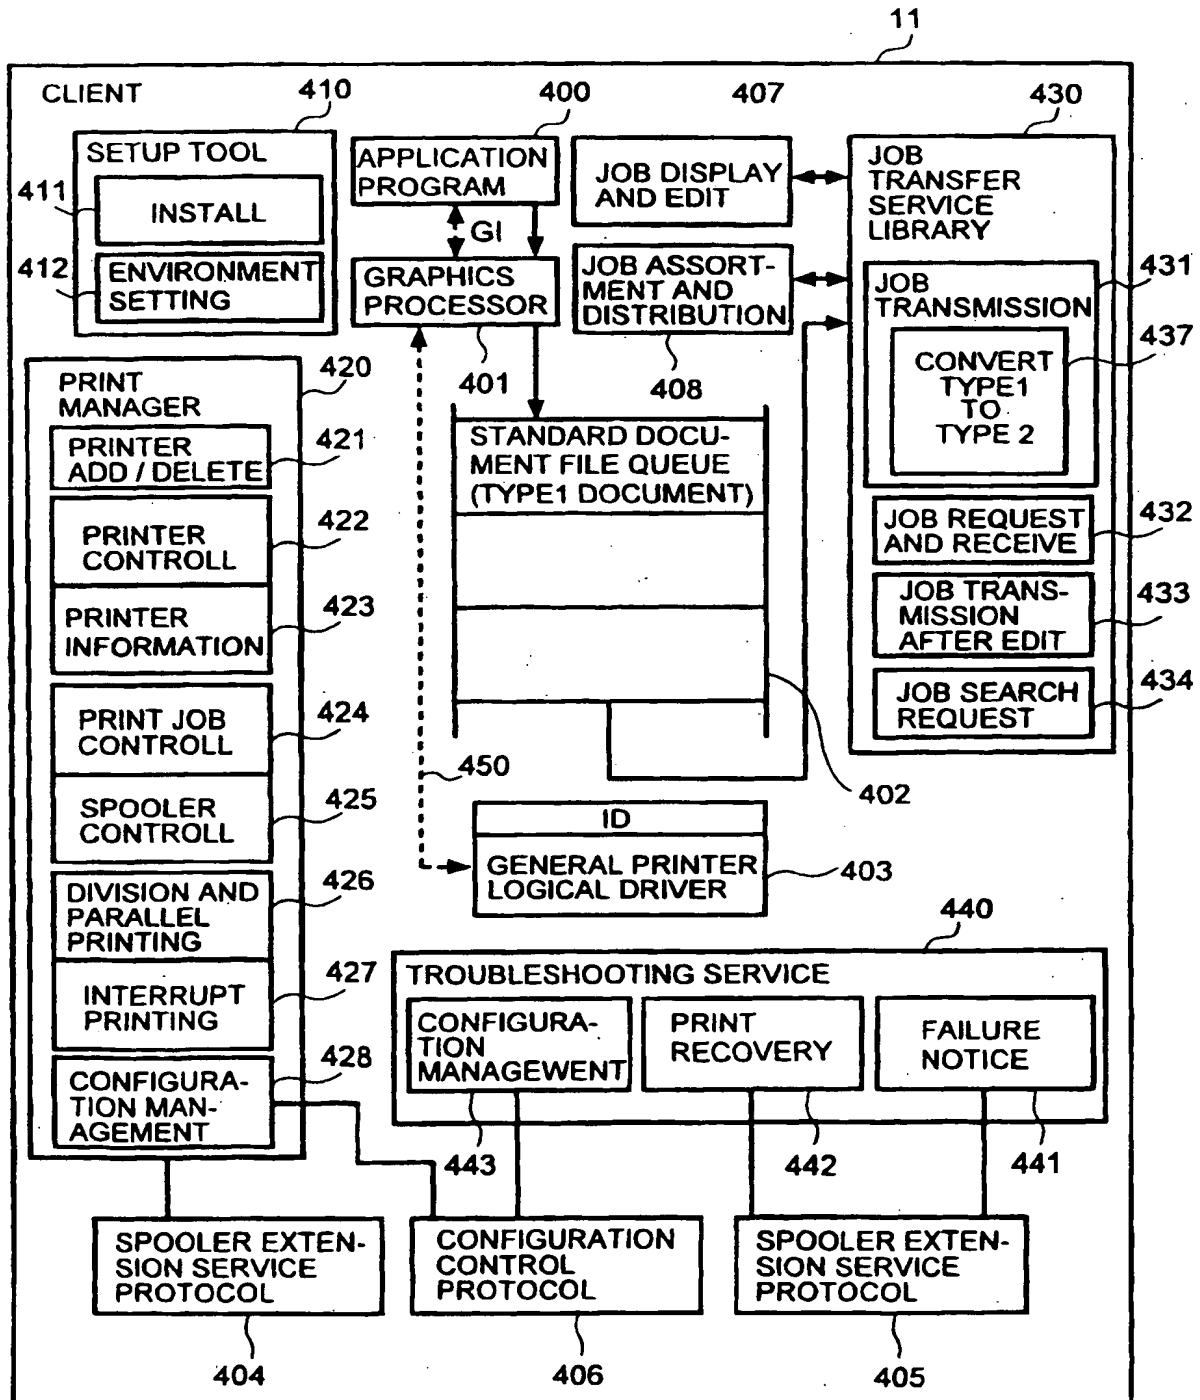 11
CLIENT
410
400
407
430
SETUP TOOL
411
INSTALL
412
ENVIRONMENT
SETTING
APPLICATION
PROGRAM
GI
GRAPHICS
PROCESSOR
401
JOB DISPLAY
AND EDIT
JOB ASSORT-
MENT AND
DISTRIBUTION
408
JOB
TRANSFER
SERVICE
LIBRARY
431
JOB
TRANSMISSION
437
CONVERT
TYPE1
TO
TYPE 2
JOB REQUEST
AND RECEIVE
432
JOB TRANS-
MISSION
AFTER EDIT
433
JOB SEARCH
REQUEST
434
420
PRINT
MANAGER
PRINTER
ADD / DELETE
421
PRINTER
CONTROLL
422
PRINTER
INFORMATION
423
PRINT JOB
CONTROLL
424
SPOOLER
CONTROLL
425
DIVISION AND
PARALLEL
PRINTING
426
INTERRUPT
PRINTING
427
CONFIGURA-
TION MAN-
AGEMENT
428
STANDARD DOCU-
MENT FILE QUEUE
(TYPE1 DOCUMENT)
402
450
ID
GENERAL PRINTER
LOGICAL DRIVER
403
440
TROUBLESHOOTING SERVICE
CONFIGURA-
TION
MANAGEWENT
PRINT
RECOVERY
FAILURE
NOTICE
443
442
441
SPOOLER EXTEN-
SION SERVICE
PROTOCOL
CONFIGURATION
CONTROL
PROTOCOL
SPOOLER EXTEN-
SION SERVICE
PROTOCOL
404
406
405